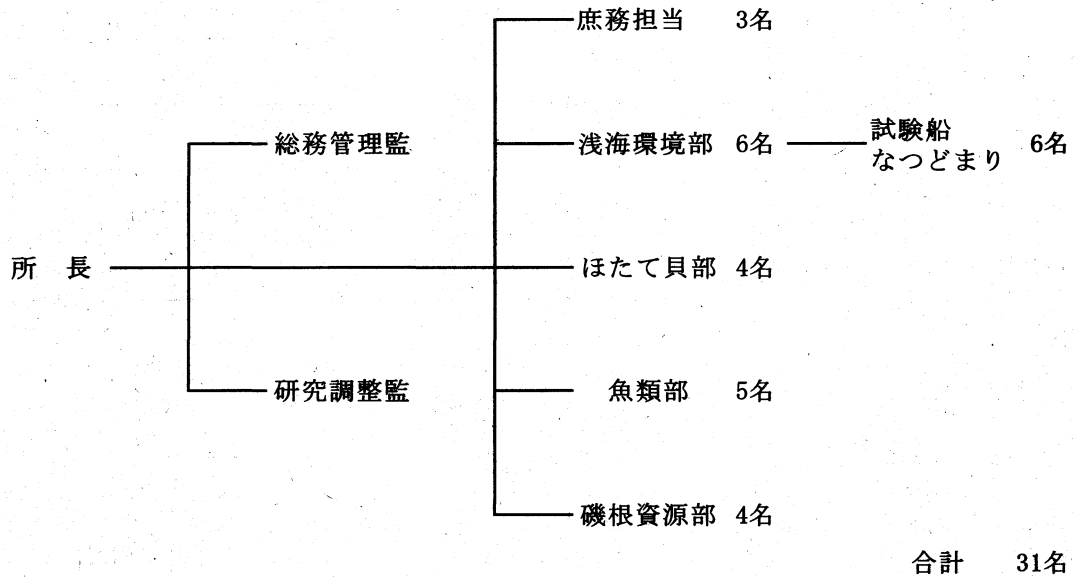 庶務担当 3名
総務管理監
浅海環境部 6名
試験船
なつどまり 6名
所 長
ほたて貝部 4名
研究調整監
魚類部 5名
磯根資源部 4名
合計 31名